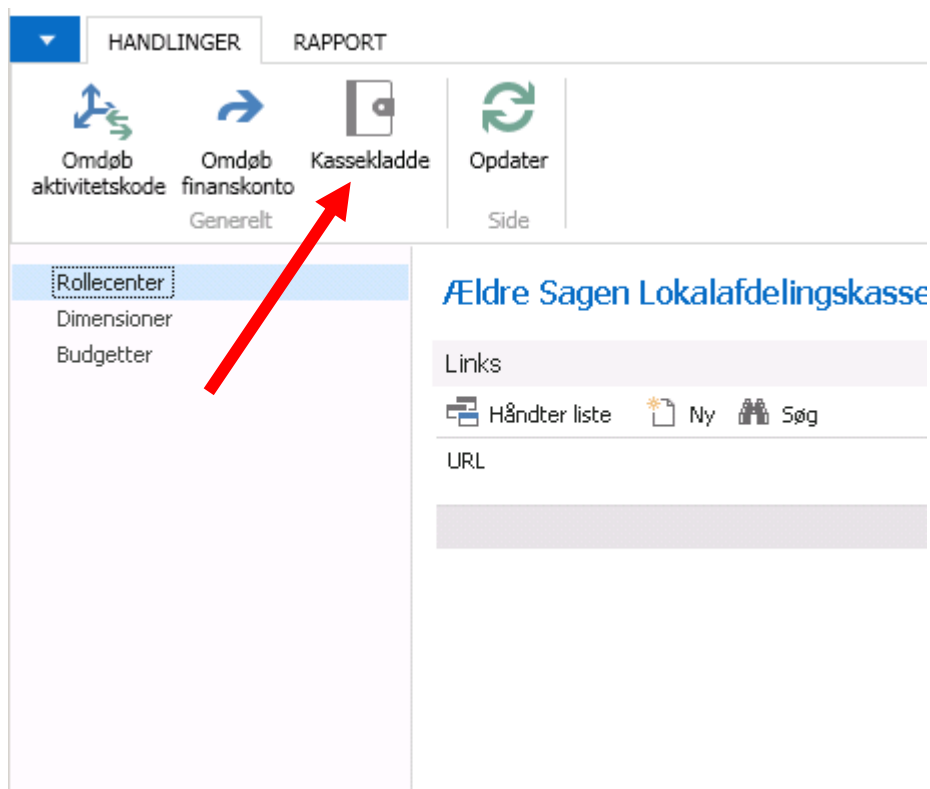 HANDLINGER RAPPORT
Omdøb aktivitetskode
Omdøb finanskonto
Kassekladde
Opdater
Generelt
Side
Rollecenter
Dimensioner
Budgetter
Ældre Sagen Lokalafdelingskasse
Links
Håndter liste Ny Søg
URL